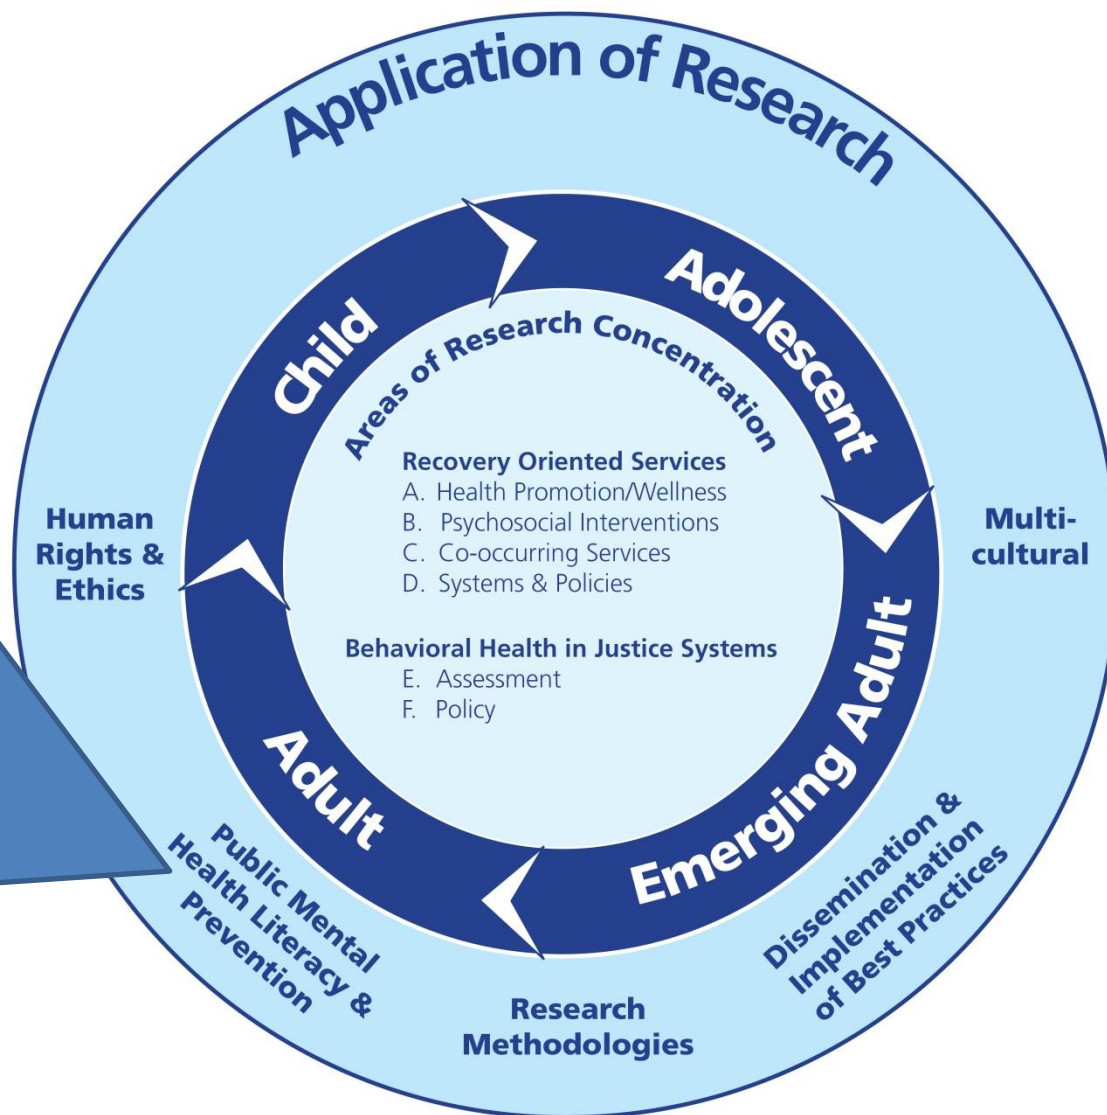 Application of Research
Child
Adolescent
Emerging Adult
Adult
Areas of Research Concentration
Recovery Oriented Services
A. Health Promotion/Wellness
B. Psychosocial Interventions
C. Co-occurring Services
D. Systems & Policies
Behavioral Health in Justice Systems
E. Assessment
F. Policy
Human
Rights &
Ethics
Multi-
cultural
Public Mental
Health Literacy &
Prevention
Research
Methodologies
Dissemination &
Implementation
of Best Practices